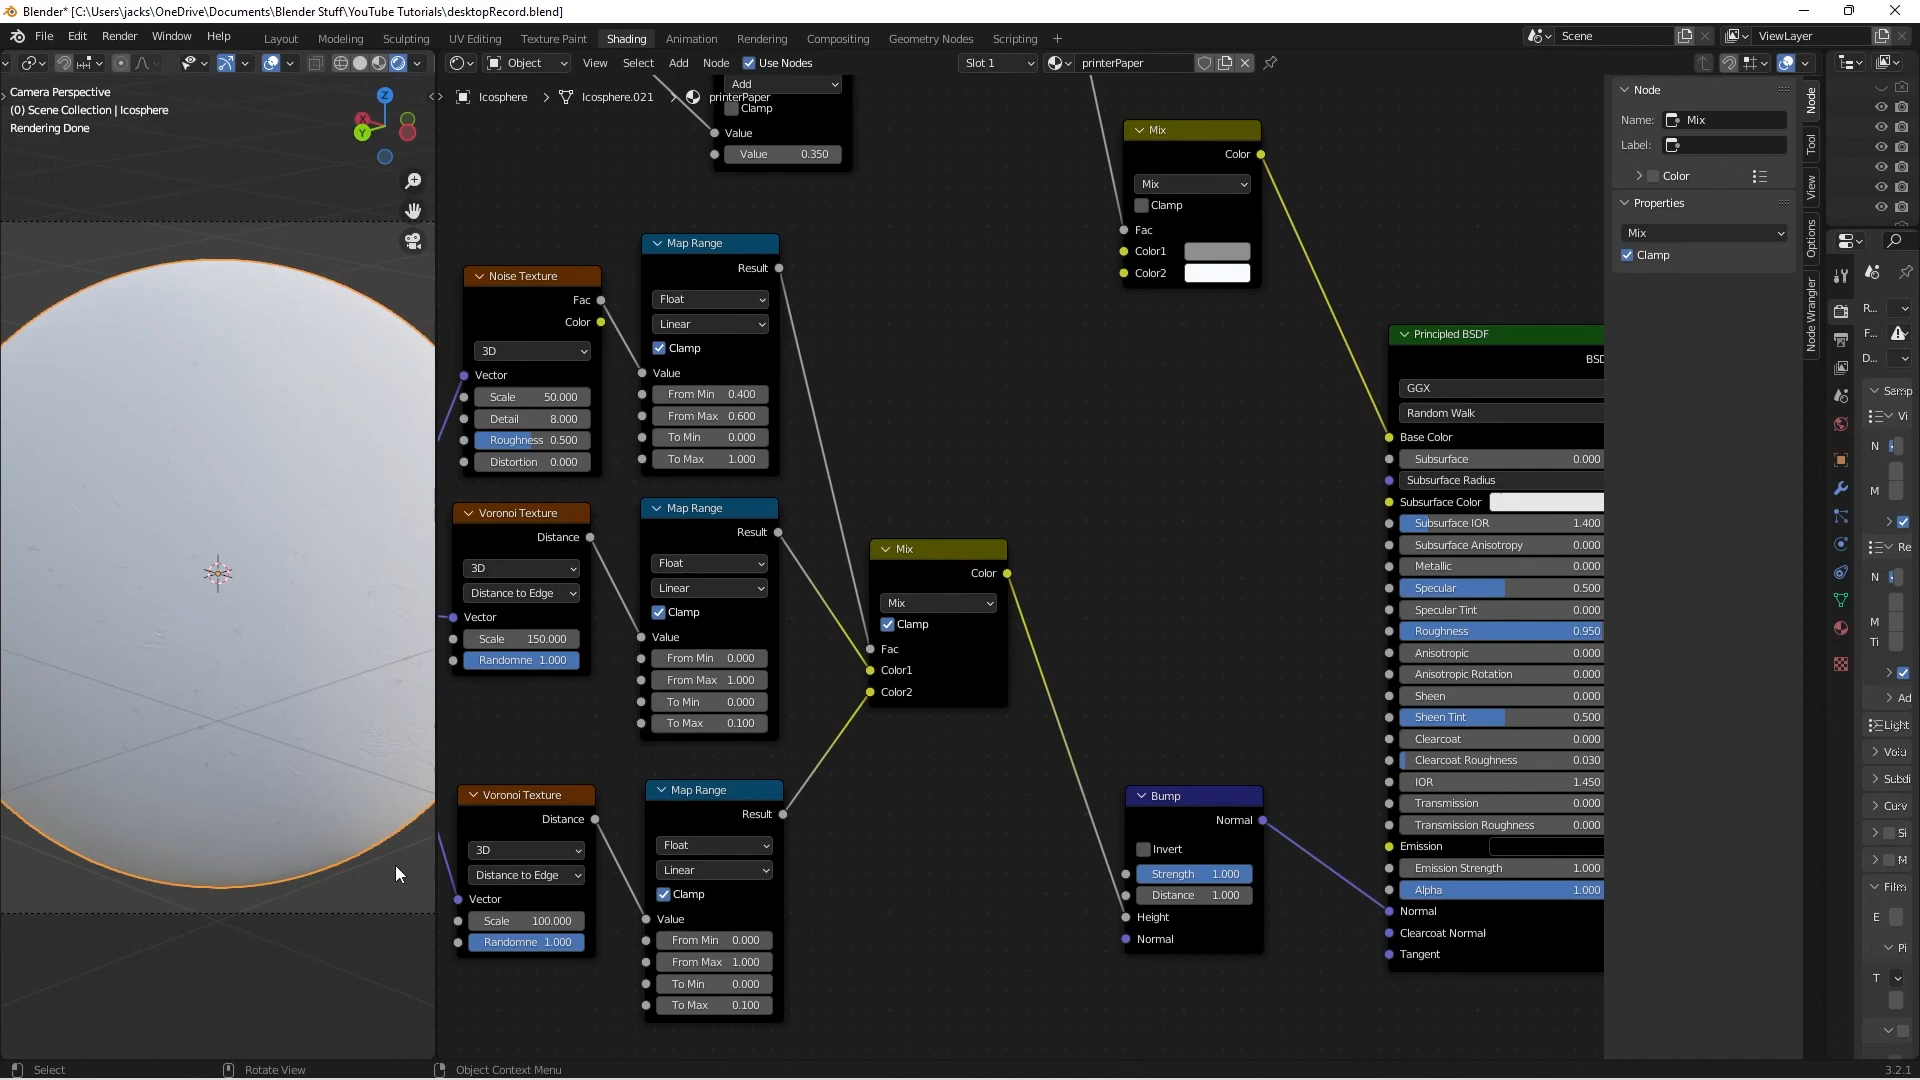 Blender* [C:\Users\jacks\OneDrive\Documents\Blender Stuff\YouTube Tutorials\desktopRecord.blend]
File Edit Render Window Help Layout Modeling Sculpting UV Editing Texture Paint Shading Animation Rendering Compositing Geometry Nodes Scripting + Scene ViewLayer
Object View Select Add Node Use Nodes Slot 1 printerPaper
Camera Perspective
(0) Scene Collection | Icosphere
Rendering Done
Z
X
Y
Icosphere > Icosphere.021 > printerPaper
Add
Clamp
Value
Value 0.350
Mix
Color
Mix
Clamp
Fac
Color1
Color2
Noise Texture
Fac
Color
3D
Vector
Scale 50.000
Detail 8.000
Roughness 0.500
Distortion 0.000
Map Range
Result
Float
Linear
Clamp
Value
From Min 0.400
From Max 0.600
To Min 0.000
To Max 1.000
Voronoi Texture
Distance
3D
Distance to Edge
Vector
Scale 150.000
Randomne 1.000
Map Range
Result
Float
Linear
Clamp
Value
From Min 0.000
From Max 1.000
To Min 0.000
To Max 0.100
Voronoi Texture
Distance
3D
Distance to Edge
Vector
Scale 100.000
Randomne 1.000
Map Range
Result
Float
Linear
Clamp
Value
From Min 0.000
From Max 1.000
To Min 0.000
To Max 0.100
Mix
Color
Mix
Clamp
Fac
Color1
Color2
Bump
Normal
Invert
Strength 1.000
Distance 1.000
Height
Normal
Principled BSDF
BSD
GGX
Random Walk
Base Color
Subsurface 0.000
Subsurface Radius
Subsurface Color
Subsurface IOR 1.400
Subsurface Anisotropy 0.000
Metallic 0.000
Specular 0.500
Specular Tint 0.000
Roughness 0.950
Anisotropic 0.000
Anisotropic Rotation 0.000
Sheen 0.000
Sheen Tint 0.500
Clearcoat 0.000
Clearcoat Roughness 0.030
IOR 1.450
Transmission 0.000
Transmission Roughness 0.000
Emission
Emission Strength 1.000
Alpha 1.000
Normal
Clearcoat Normal
Tangent
Node
Name: Mix
Label:
Color
Properties
Mix
Clamp
Node
Tool
View
Options
Node Wrangler
R...
F...
D...
Samp
Vi
N
M
Re
N
M
Ti
Ad
Light
Volu
Subdi
Curv
Si
M
Film
E
Pi
T
Select Rotate View Object Context Menu 3.2.1